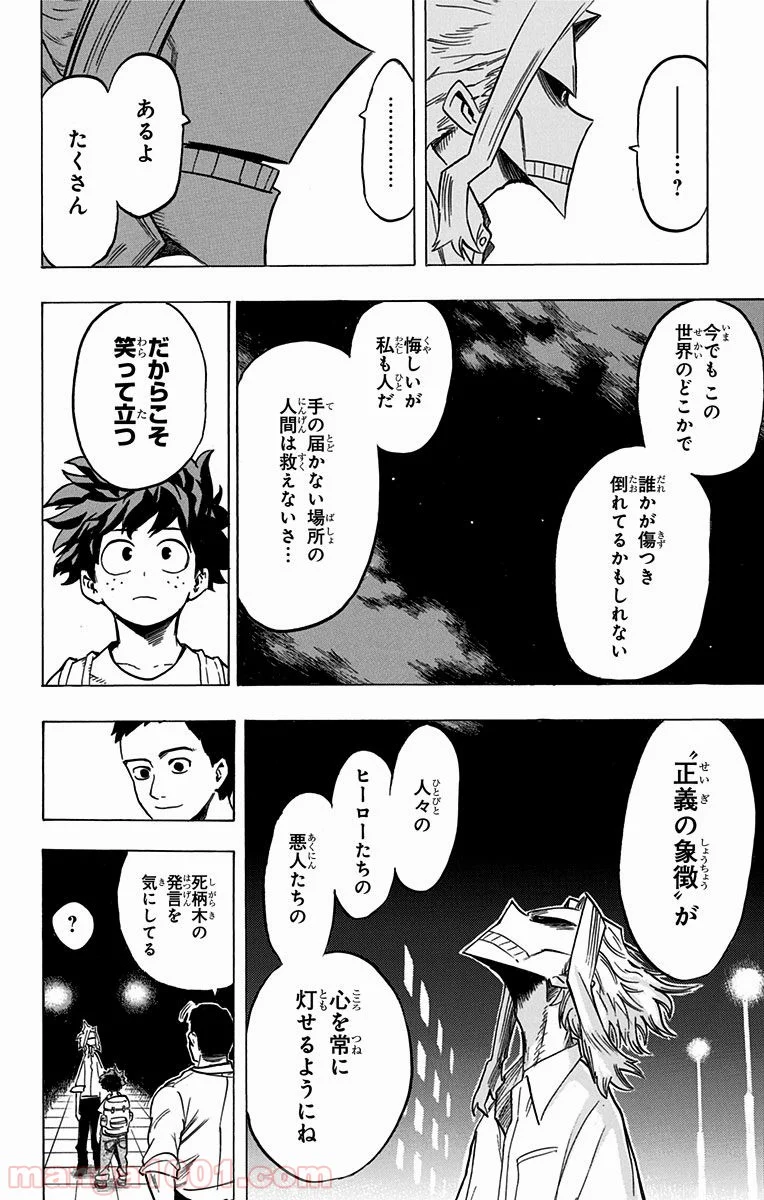 ───……?
…………
あるよ
たくさん
今でも この
世界のどこかで
誰かが傷つき
倒れてるかもしれない
悔しいが
私も人だ
手の届かない場所の
人間は救えないさ…
だからこそ
笑って立つ
〝正義の象徴〟が
人々の
ヒーローたちの
悪人たちの
心を常に
灯せるようにね
死柄木の
発言を
気にしてる
?
manga1001.com